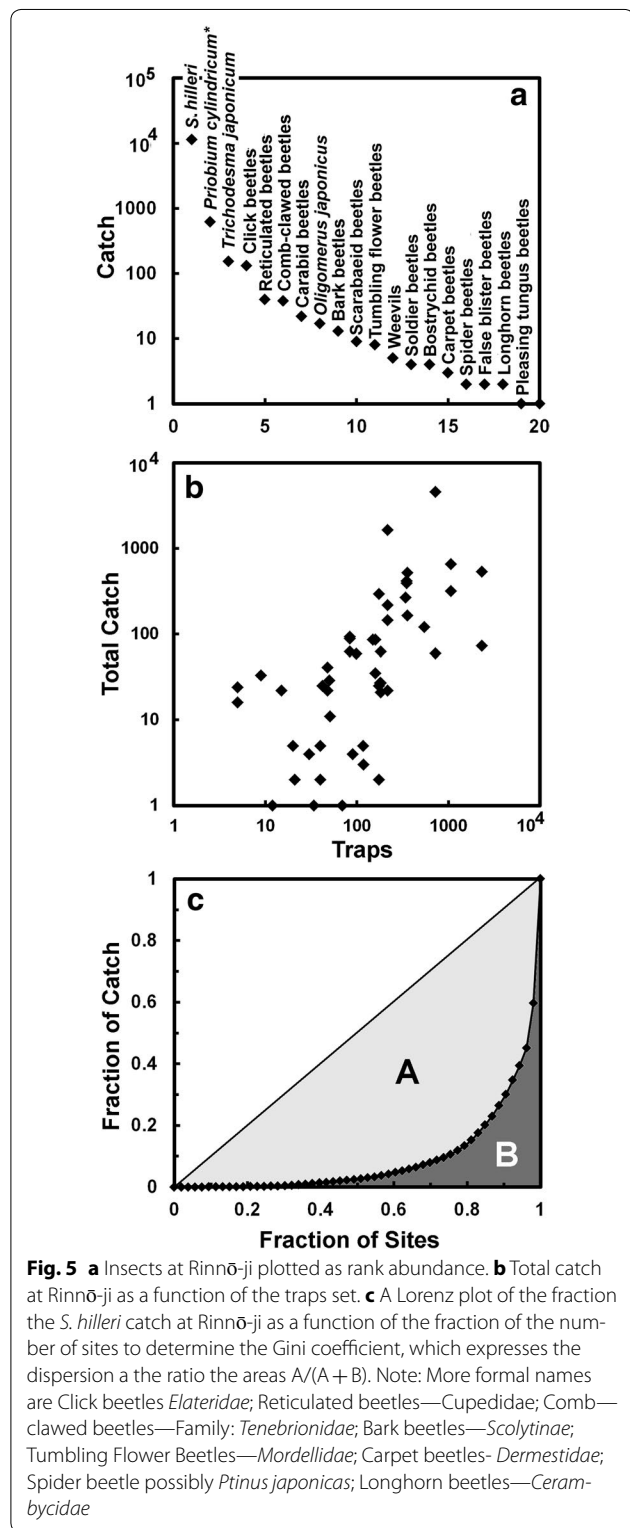 a
Catch
10⁵
10⁴
1000
100
10
1
S. hilleri
Priobium cylindricum*
Trichodesma japonicum
Click beetles
Reticulated beetles
Comb-clawed beetles
Carabid beetles
Oligomerus japonicus
Bark beetles
Scarabaeid beetles
Tumbling flower beetles
Weevils
Soldier beetles
Bostrychid beetles
Carpet beetles
Spider beetles
False blister beetles
Longhorn beetles
Pleasing tungus beetles
0 5 10 15 20
b
Total Catch
10⁴
1000
100
10
1
1 10 100 1000 10⁴
Traps
c
Fraction of Catch
1
0.8
0.6
0.4
0.2
0
A
B
0 0.2 0.4 0.6 0.8 1
Fraction of Sites
Fig. 5 a Insects at Rinnō-ji plotted as rank abundance. b Total catch
at Rinnō-ji as a function of the traps set. c A Lorenz plot of the fraction
the S. hilleri catch at Rinnō-ji as a function of the fraction of the num-
ber of sites to determine the Gini coefficient, which expresses the
dispersion a the ratio the areas A/(A + B). Note: More formal names
are Click beetles Elateridae; Reticulated beetles—Cupedidae; Comb—
clawed beetles—Family: Tenebrionidae; Bark beetles—Scolytinae;
Tumbling Flower Beetles—Mordellidae; Carpet beetles- Dermestidae;
Spider beetle possibly Ptinus japonicas; Longhorn beetles—Ceram-
bycidae